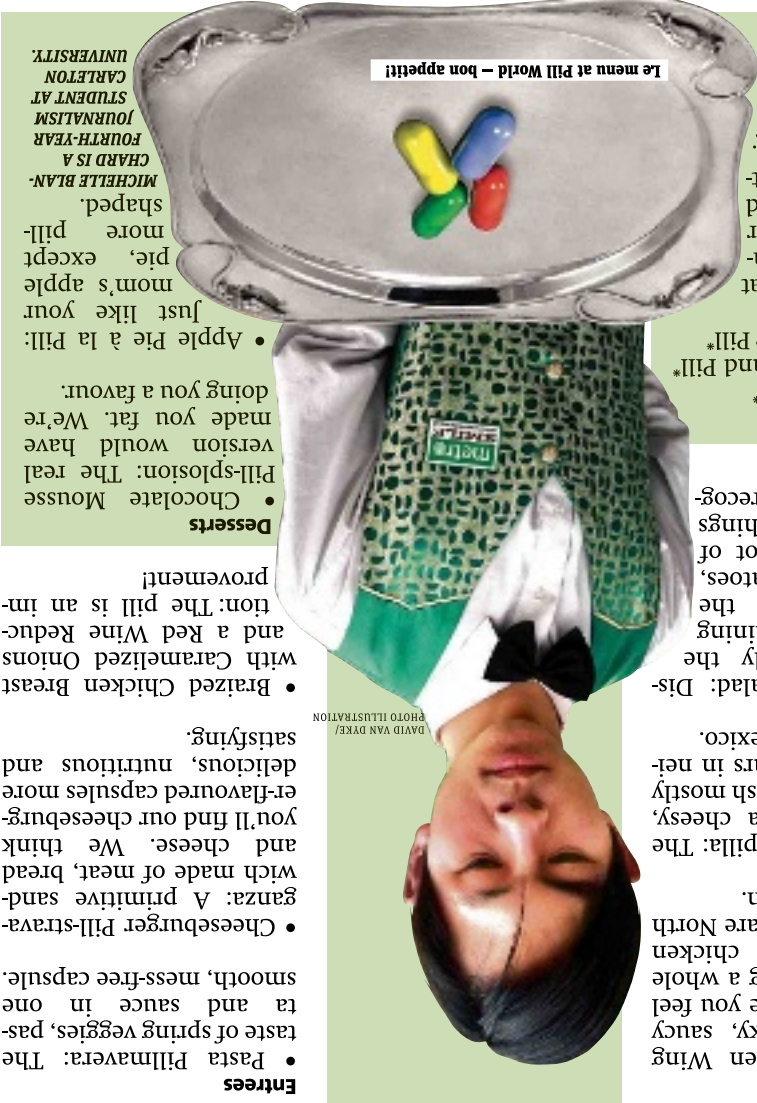 en Wing
ky, saucy
e you feel
g a whole
chicken
are North
n.
pilla: The
a cheesy,
sh mostly
rs in nei-
exico.
alad: Dis-
ly the
ining
the
atoes,
ot of
hings
recog-
*
and Pill*
Pill*
at
n-
r
d
t-
.
DAVID VAN DYKE/
PHOTO ILLUSTRATION
metro
SMILE
Le menu at Pill World — bon appetit!
Entrees
• Pasta Pillmavera: The
taste of spring veggies, pas-
ta and sauce in one
smooth, mess-free capsule.
• Cheeseburger Pill-strava-
ganza: A primitive sand-
wich made of meat, bread
and cheese. We think
you’ll find our cheeseburg-
er-flavoured capsules more
delicious, nutritious and
satisfying.
• Braized Chicken Breast
with Caramelized Onions
and a Red Wine Reduc-
tion: The pill is an im-
provement!
Desserts
• Chocolate Mousse
Pill-splosion: The real
version would have
made you fat. We’re
doing you a favour.
• Apple Pie à la Pill:
just like your
mom’s apple
pie, except
more pill-
shaped.
MICHELLE BLAN-
CHARD IS A
FOURTH-YEAR
JOURNALISM
STUDENT AT
CARLETON
UNIVERSITY.